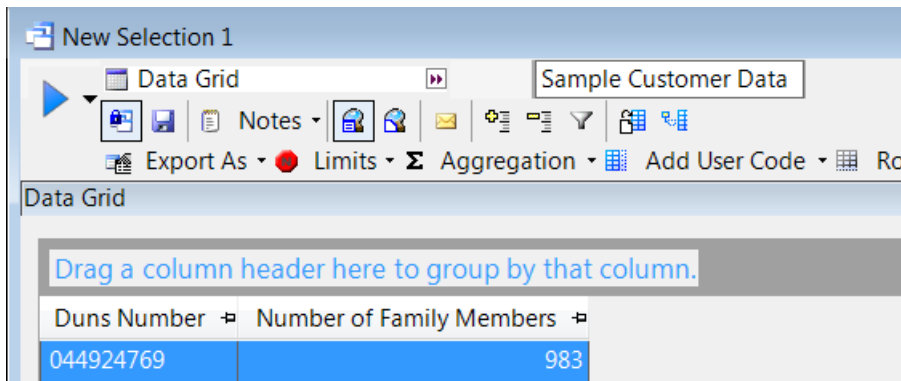 New Selection 1
Data Grid Sample Customer Data
Notes
Export As Σ Limits Aggregation Add User Code Ro
Data Grid
Drag a column header here to group by that column.
Duns Number Number of Family Members
044924769 983